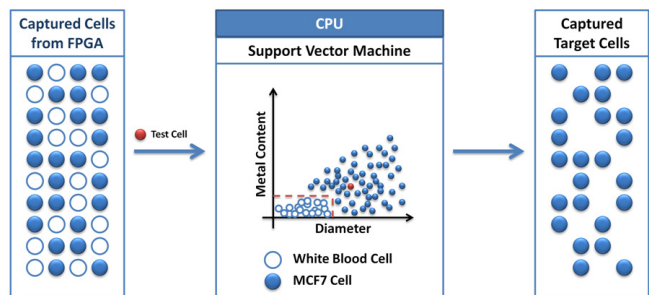 Captured Cells
from FPGA
Test Cell
CPU
Support Vector Machine
Metal Content
Diameter
White Blood Cell
MCF7 Cell
Captured
Target Cells